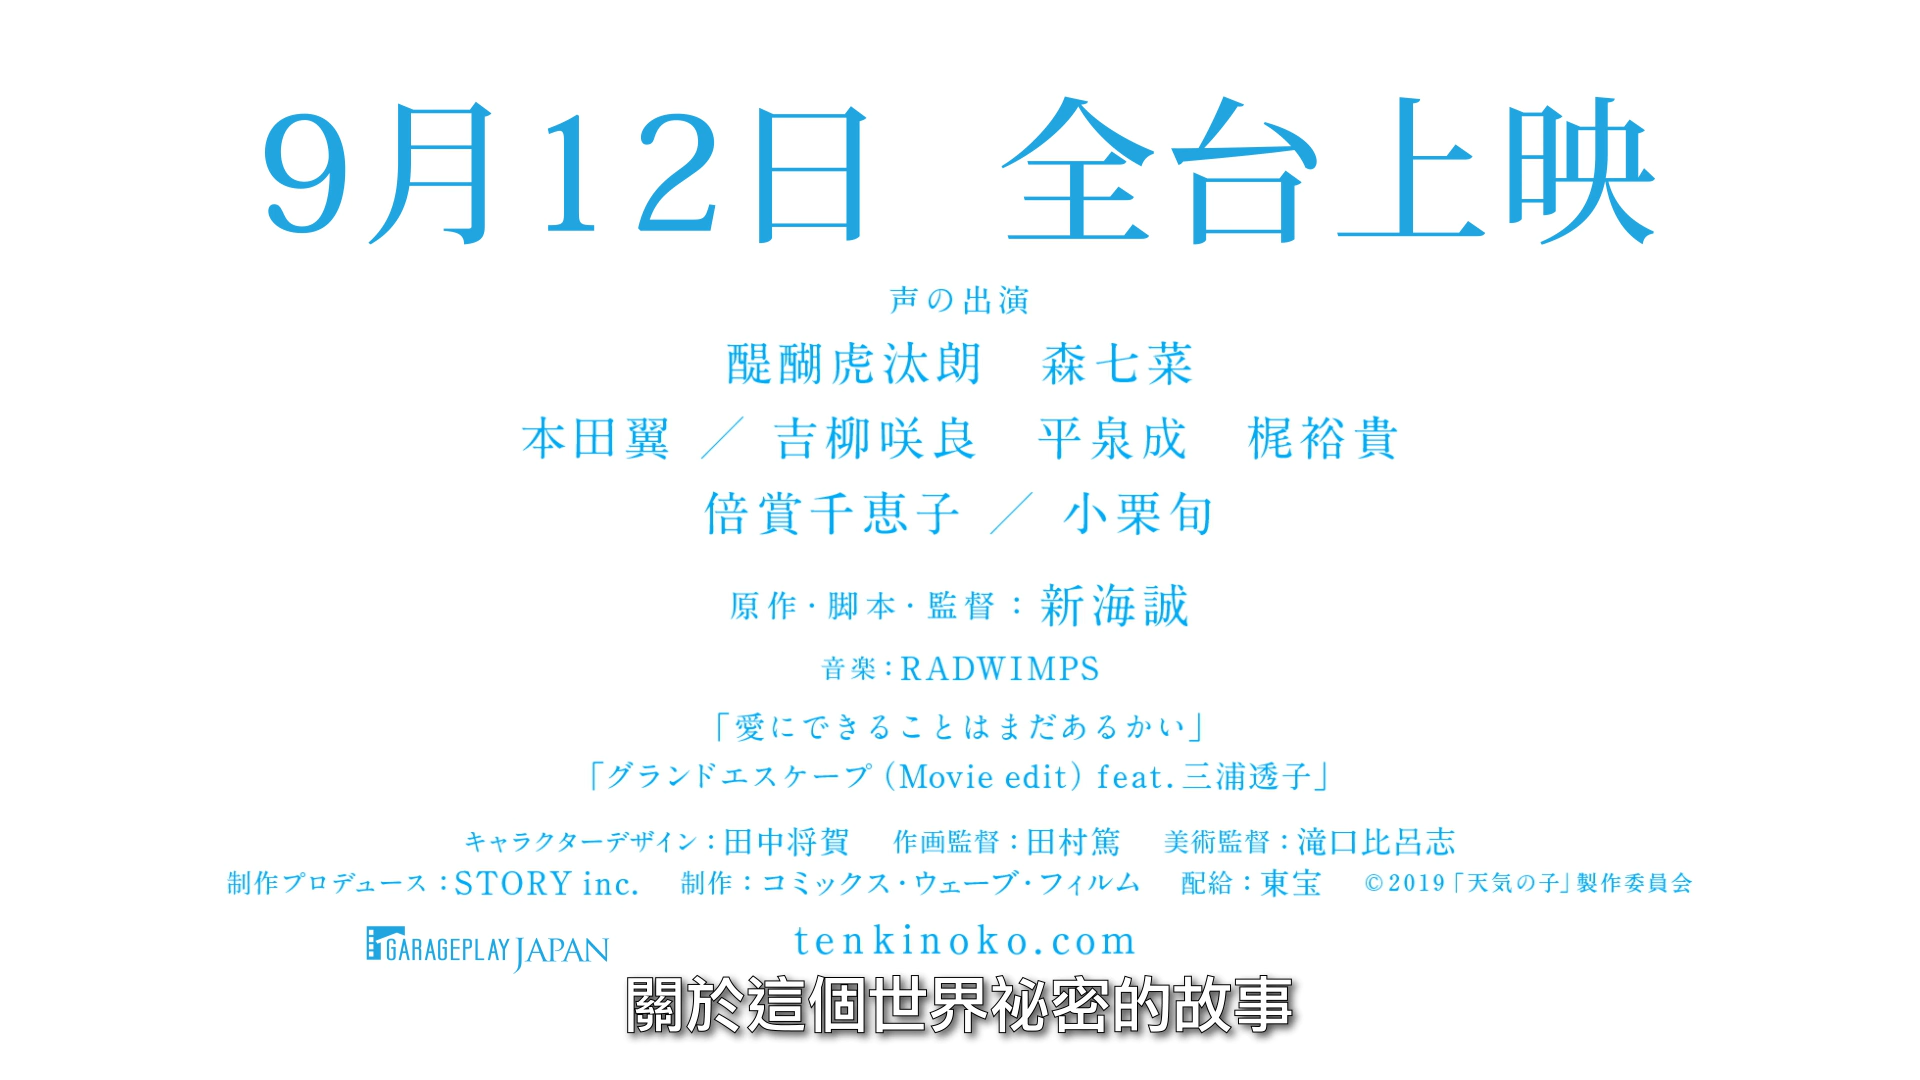 9月12日　全台上映
声の出演
醍醐虎汰朗　森七菜
本田翼 ／ 吉柳咲良　平泉成　梶裕貴
倍賞千恵子 ／ 小栗旬
原作・脚本・監督：新海誠
音楽：RADWIMPS
「愛にできることはまだあるかい」
「グランドエスケープ（Movie edit）feat.三浦透子」
キャラクターデザイン：田中将賀　作画監督：田村篤　美術監督：滝口比呂志
制作プロデュース：STORY inc.　制作：コミックス・ウェーブ・フィルム　配給：東宝　©2019「天気の子」製作委員会
GARAGEPLAY JAPAN　tenkinoko.com
關於這個世界祕密的故事